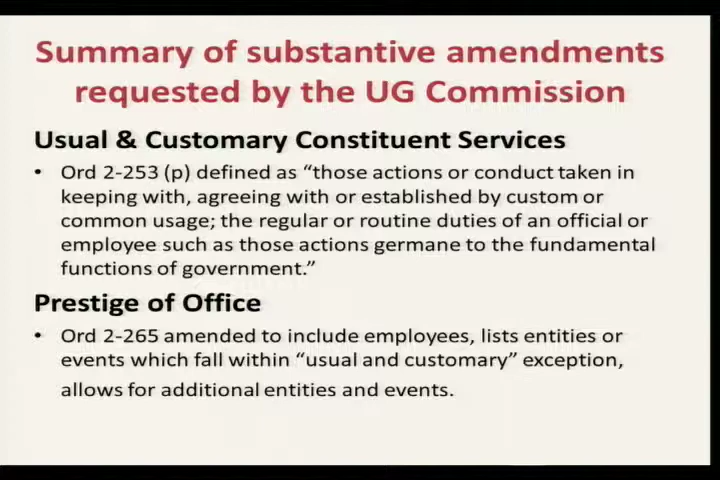 Summary of substantive amendments
requested by the UG Commission
Usual & Customary Constituent Services
• Ord 2-253 (p) defined as “those actions or conduct taken in
keeping with, agreeing with or established by custom or
common usage; the regular or routine duties of an official or
employee such as those actions germane to the fundamental
functions of government.”
Prestige of Office
• Ord 2-265 amended to include employees, lists entities or
events which fall within “usual and customary” exception,
allows for additional entities and events.